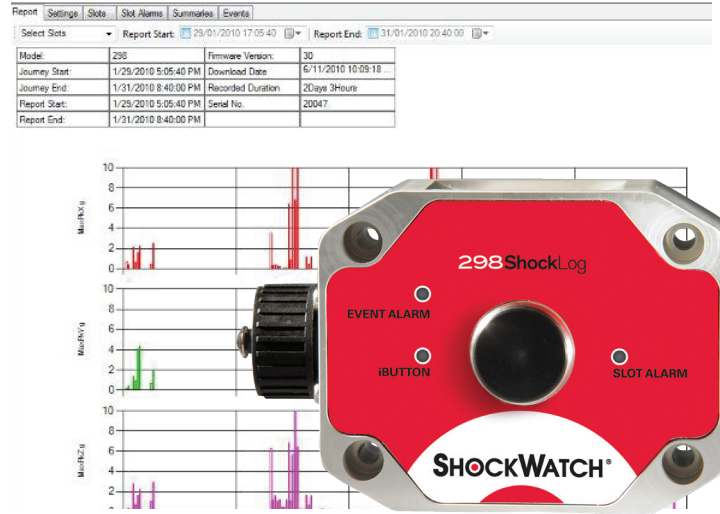 Report Settings Slots Slot Alarms Summaries Events
Select Slots Report Start: 29/01/2010 17:05:40 Report End: 31/01/2010 20:40:00
Model: 298 Firmware Version: 30
Journey Start: 1/29/2010 5:05:40 PM Download Date 6/11/2010 10:09:18 ...
Journey End: 1/31/2010 8:40:00 PM Recorded Duration 2Days 3Hours
Report Start: 1/29/2010 5:05:40 PM Serial No. 20047
Report End: 1/31/2010 8:40:00 PM
10
8
6
4
2
0
MaxPkX g
10
8
6
4
2
0
MaxPkY g
10
8
6
4
2
0
MaxPkZ g
298ShockLog
EVENT ALARM
iBUTTON
SLOT ALARM
SHOCKWATCH®